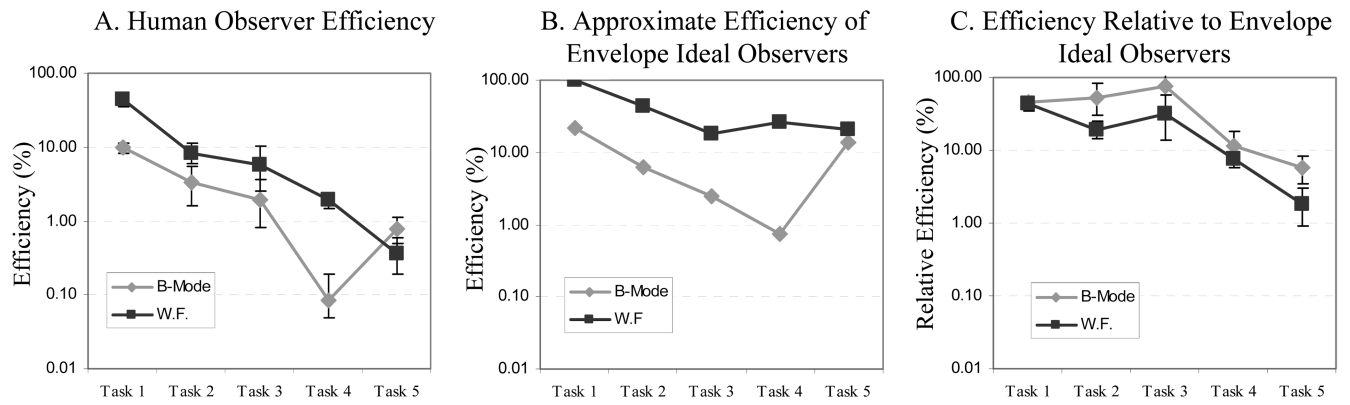 A. Human Observer Efficiency
Efficiency (%)
100.00
10.00
1.00
0.10
0.01
B-Mode
W.F.
Task 1 Task 2 Task 3 Task 4 Task 5
B. Approximate Efficiency of
Envelope Ideal Observers
Efficiency (%)
100.00
10.00
1.00
0.10
0.01
B-Mode
W.F
Task 1 Task 2 Task 3 Task 4 Task 5
C. Efficiency Relative to Envelope
Ideal Observers
Relative Efficiency (%)
100.00
10.00
1.00
0.10
0.01
B-Mode
W.F.
Task 1 Task 2 Task 3 Task 4 Task 5